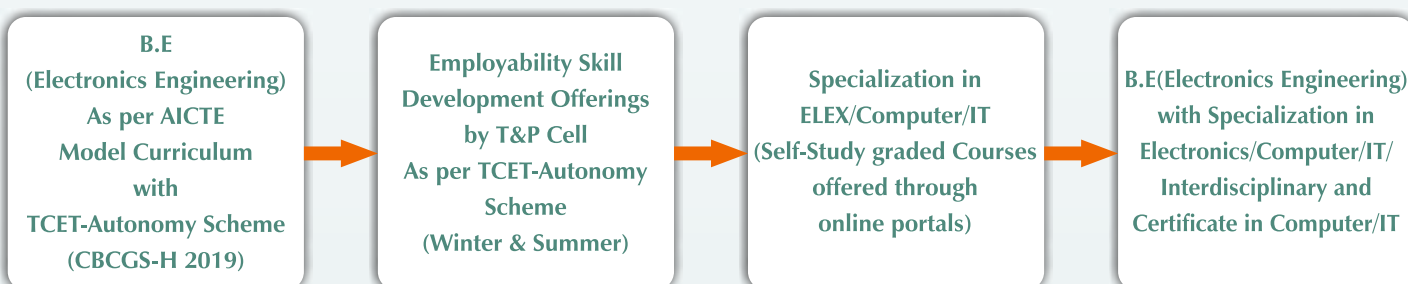 B.E
(Electronics Engineering)
As per AICTE
Model Curriculum
with
TCET-Autonomy Scheme
(CBCGS-H 2019)
Employability Skill
Development Offerings
by T&P Cell
As per TCET-Autonomy
Scheme
(Winter & Summer)
Specialization in
ELEX/Computer/IT
(Self-Study graded Courses
offered through
online portals)
B.E(Electronics Engineering)
with Specialization in
Electronics/Computer/IT/
Interdisciplinary and
Certificate in Computer/IT